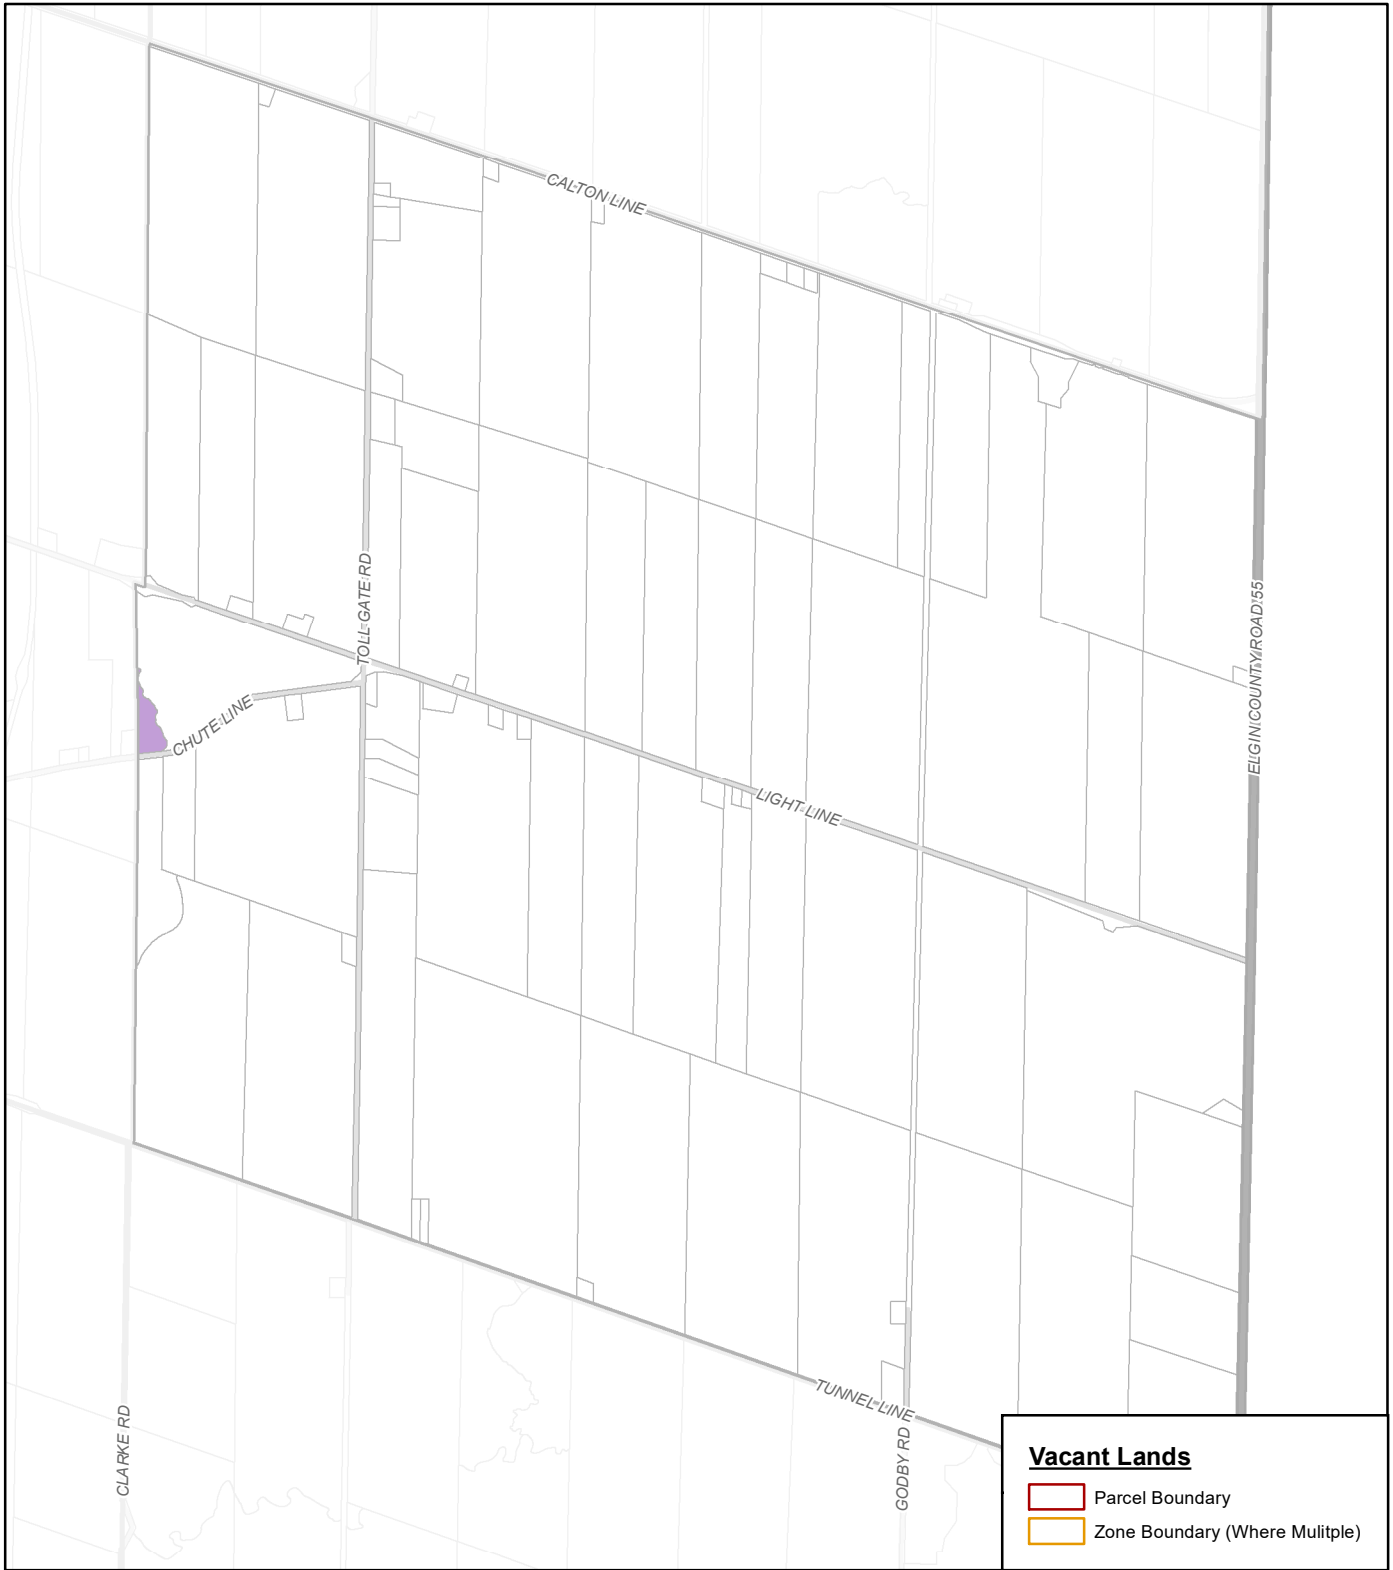 CALTON LINE
TOLL GATE RD
ELGIN COUNTY ROAD 55
CHUTE LINE
LIGHT LINE
TUNNEL LINE
CLARKE RD
GODBY RD
Vacant Lands
Parcel Boundary
Zone Boundary (Where Mulitple)